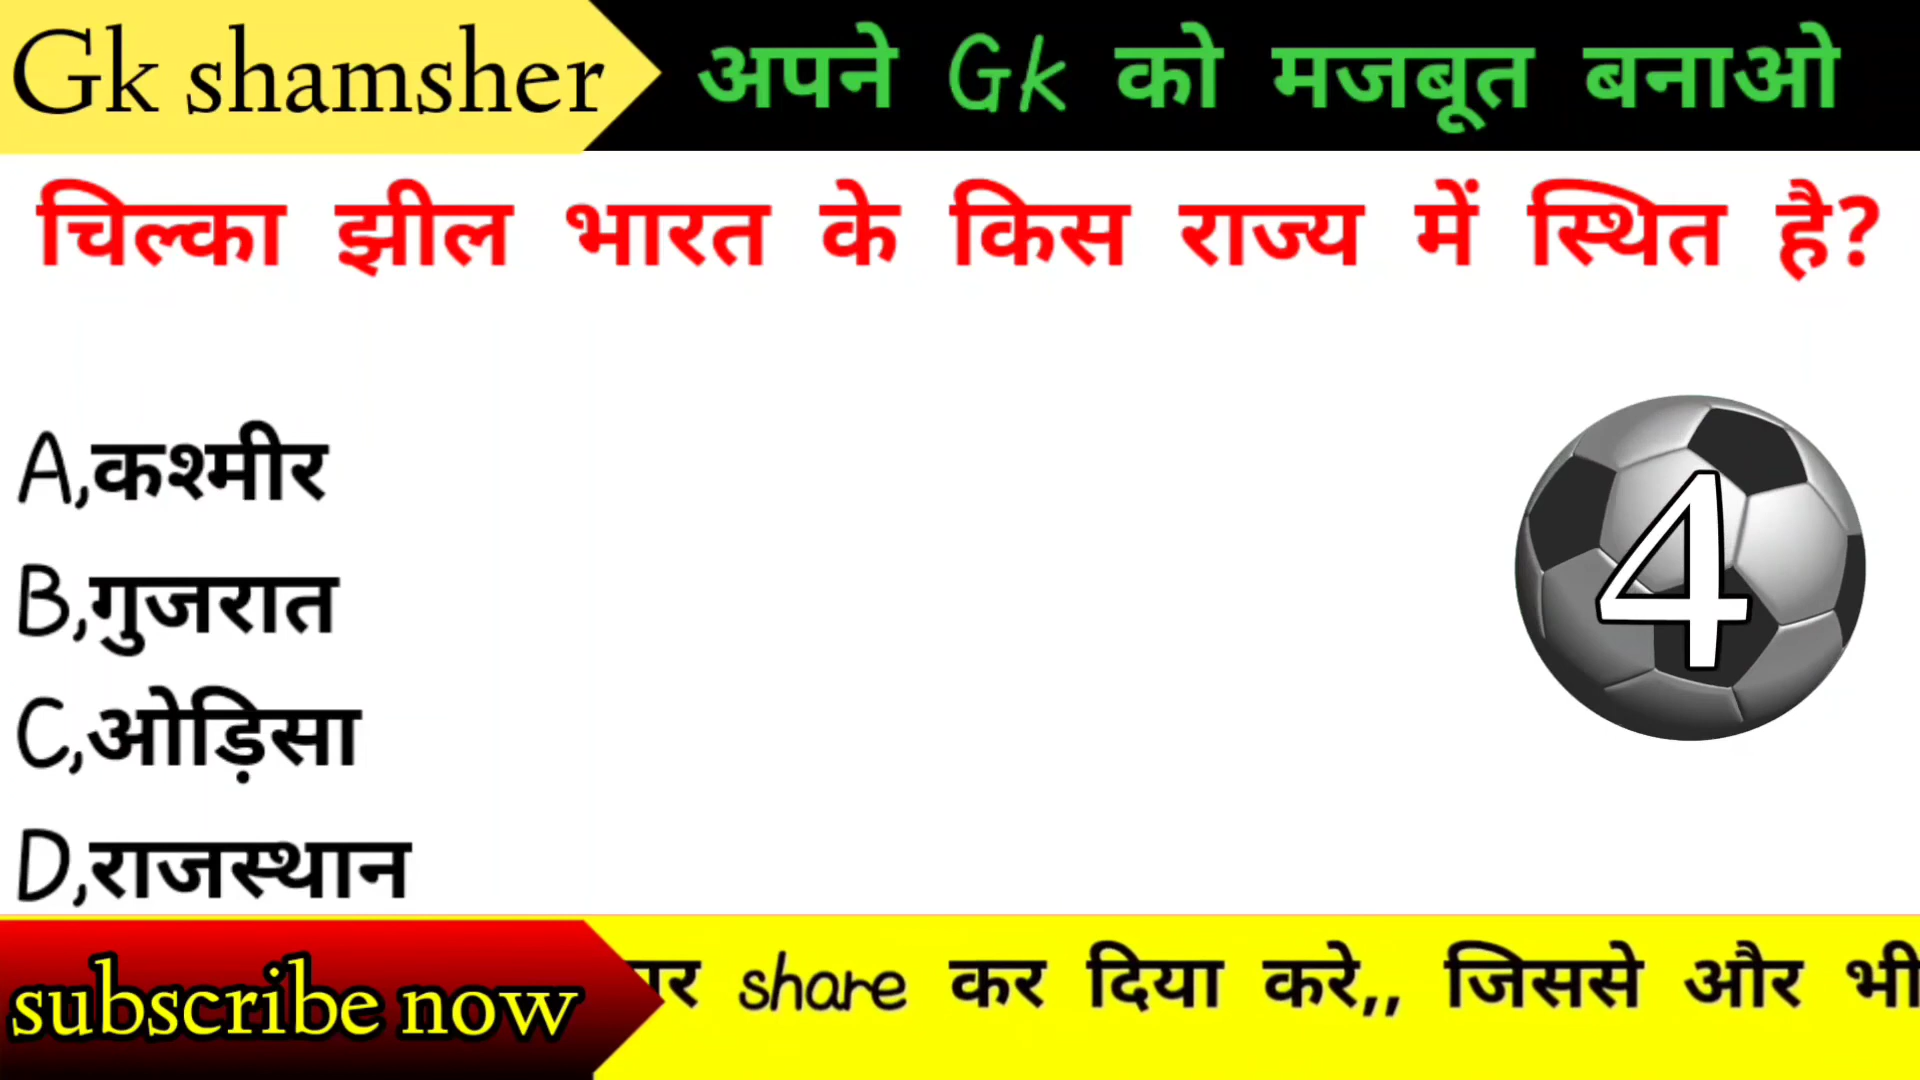 Gk shamsher
अपने Gk को मजबूत बनाओ
चिल्का झील भारत के किस राज्य में स्थित है?
A,कश्मीर
B,गुजरात
C,ओड़िसा
D,राजस्थान
4
subscribe now
share कर दिया करे,, जिससे और भी